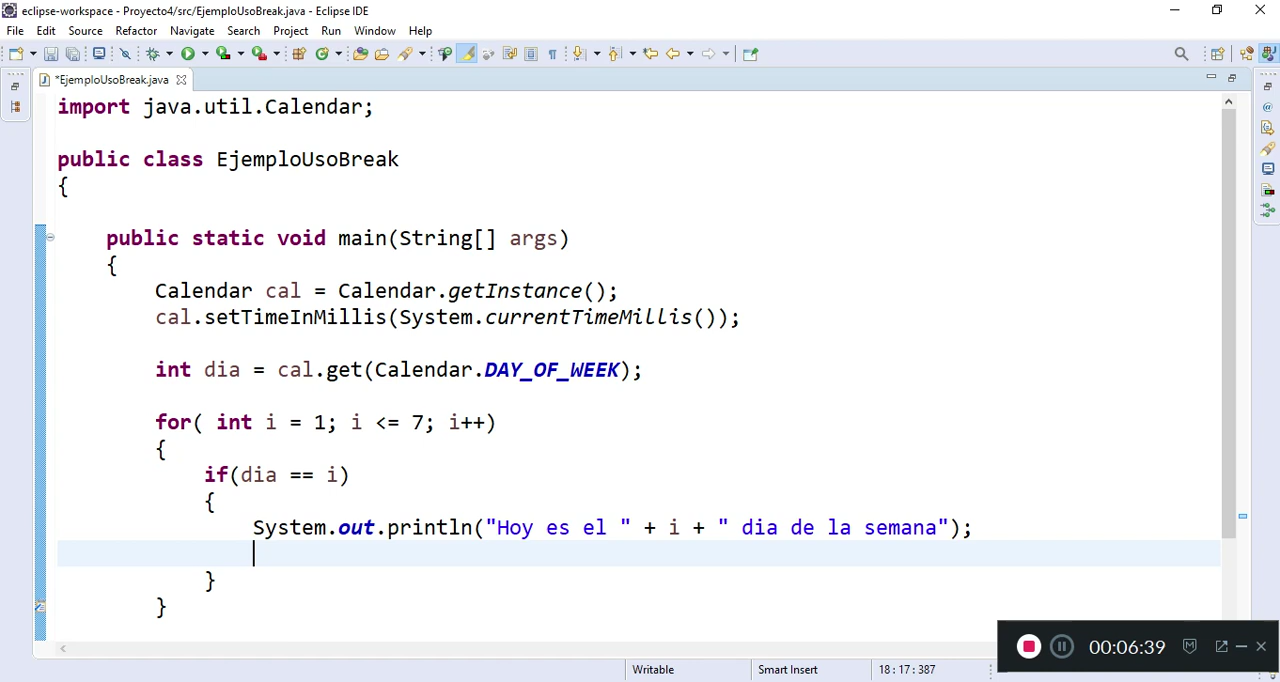 eclipse-workspace - Proyecto4/src/EjemploUsoBreak.java - Eclipse IDE
File Edit Source Refactor Navigate Search Project Run Window Help
*EjemploUsoBreak.java
import java.util.Calendar;
public class EjemploUsoBreak
{
public static void main(String[] args)
{
Calendar cal = Calendar.getInstance();
cal.setTimeInMillis(System.currentTimeMillis());
int dia = cal.get(Calendar.DAY_OF_WEEK);
for( int i = 1; i <= 7; i++)
{
if(dia == i)
{
System.out.println("Hoy es el " + i + " dia de la semana");
}
}
00:06:39
Writable Smart Insert 18 : 17 : 387